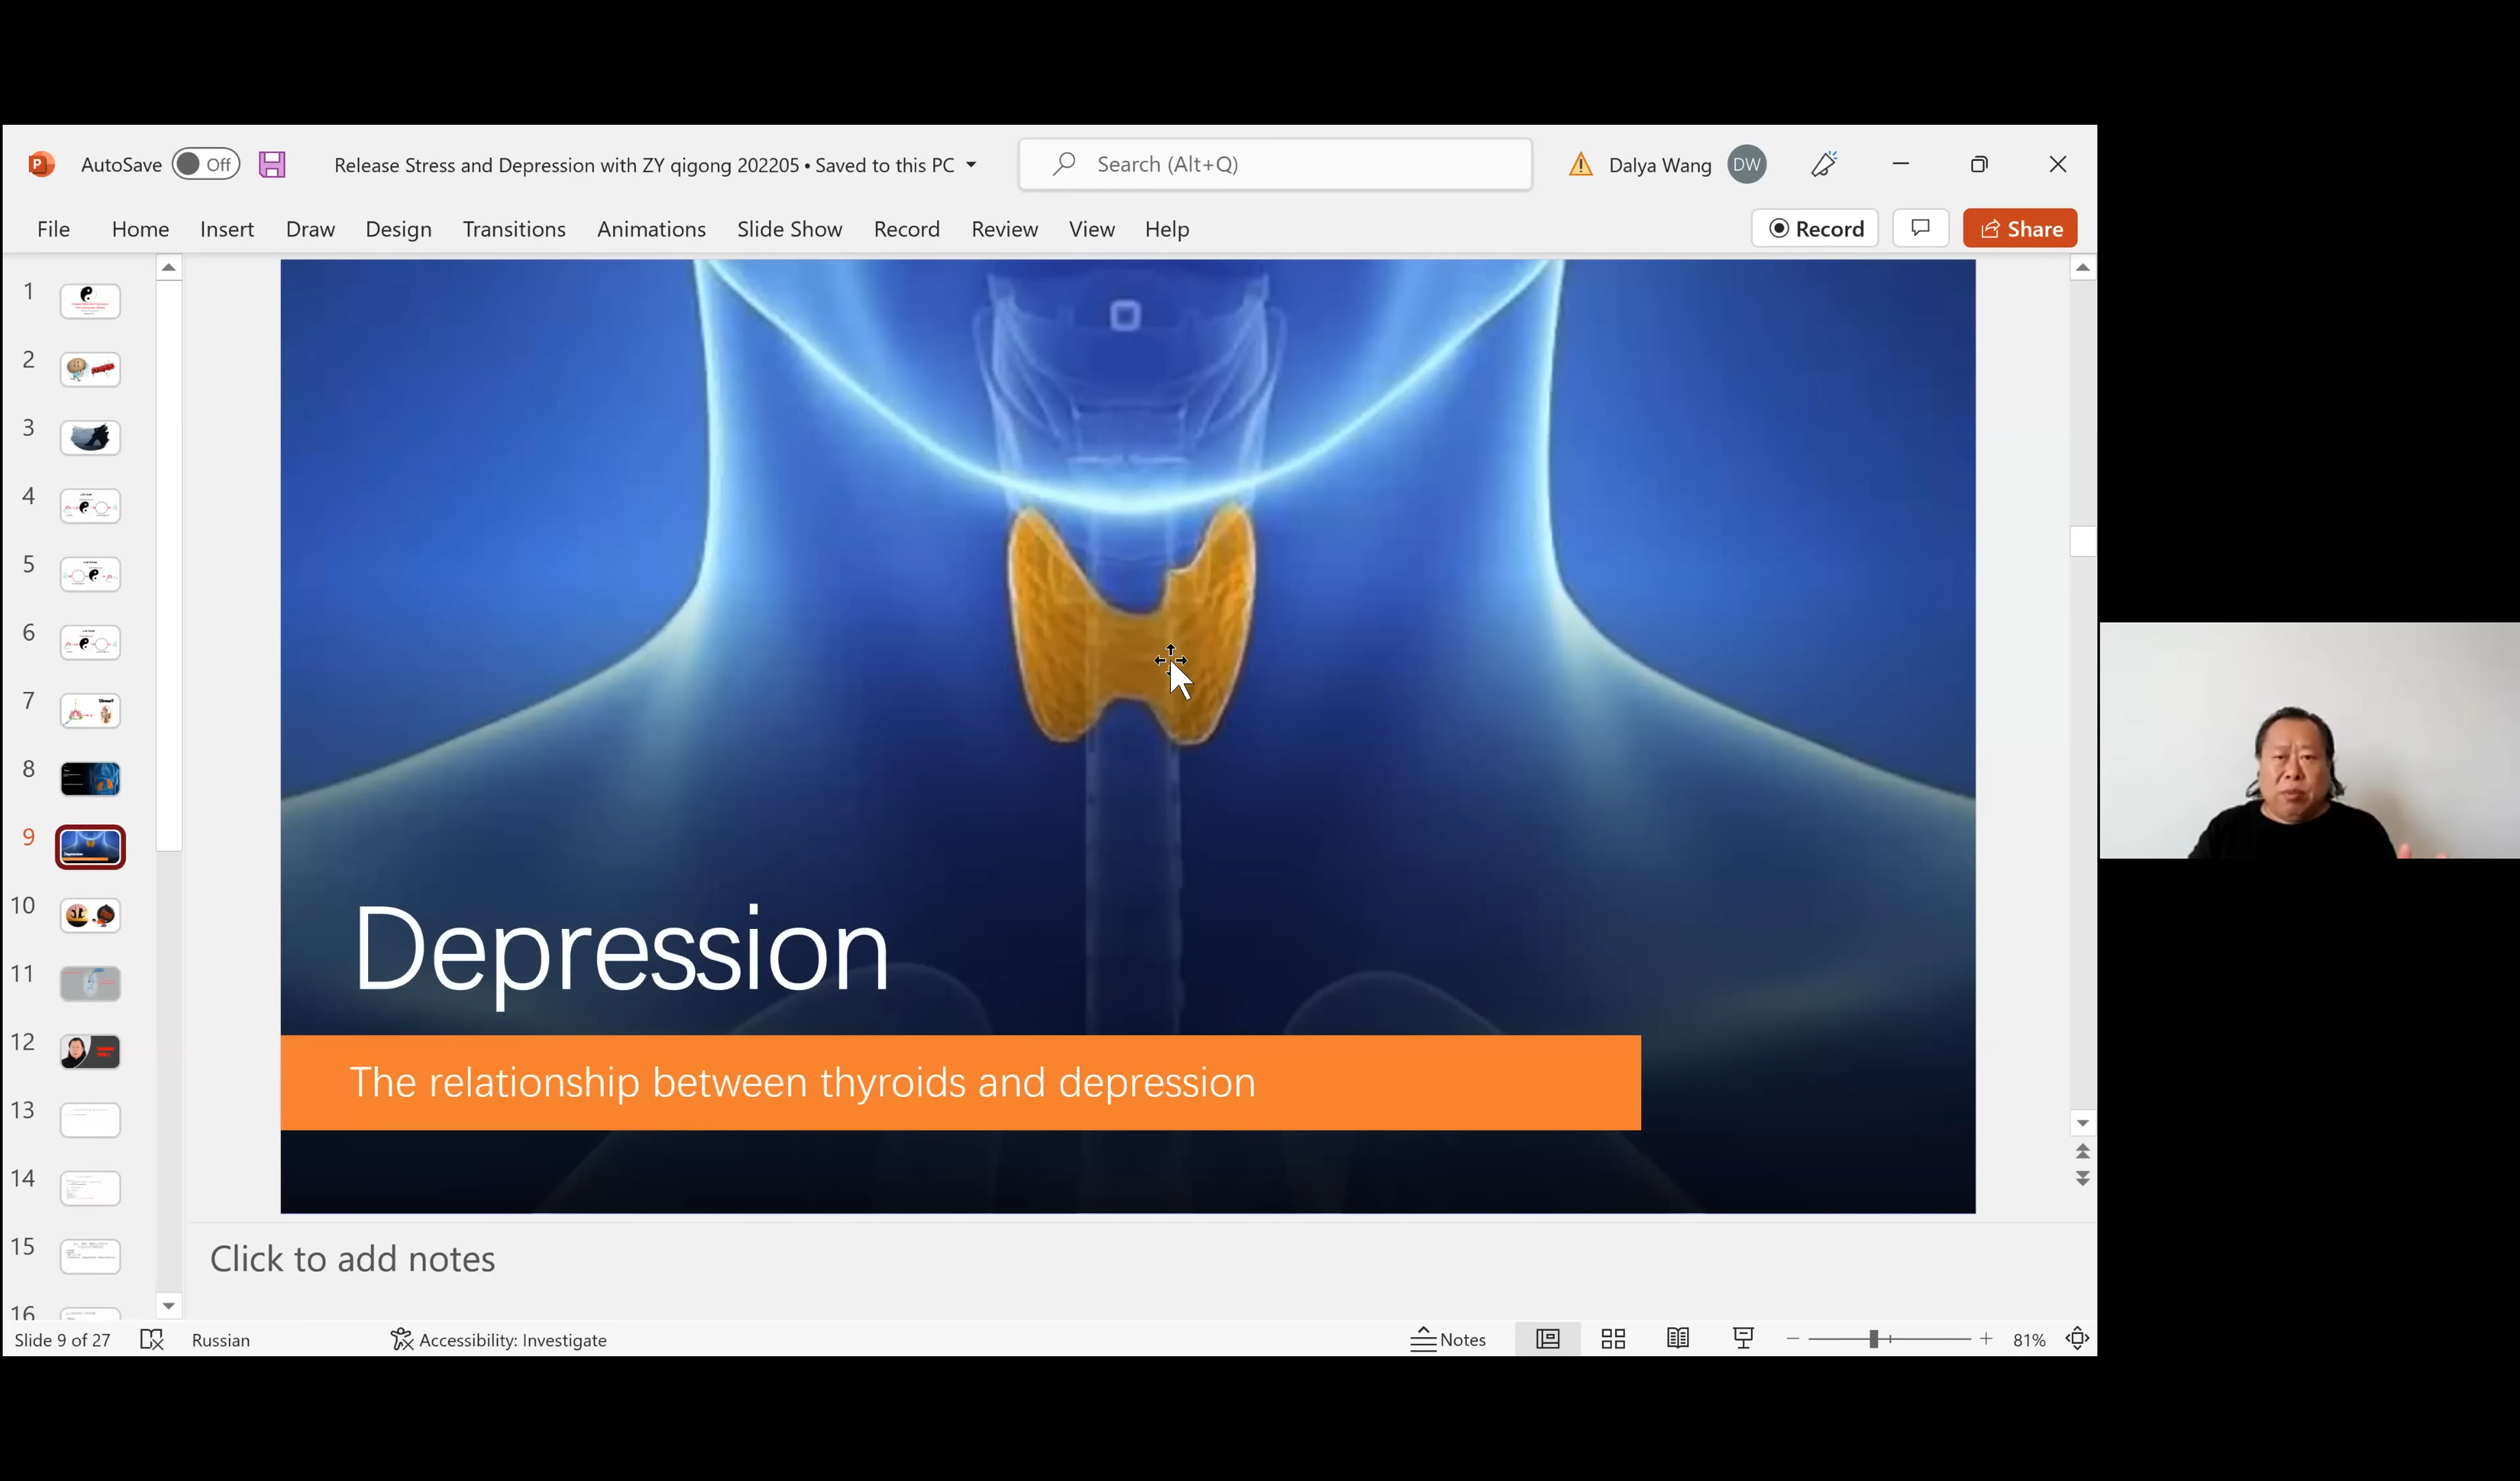 AutoSave Off Release Stress and Depression with ZY qigong 202205 • Saved to this PC Search (Alt+Q) Dalya Wang DW
File Home Insert Draw Design Transitions Animations Slide Show Record Review View Help Record Share
1
2
3
4
5
6
7
8
9
10
11
12
13
14
15
16
Depression
The relationship between thyroids and depression
Click to add notes
Slide 9 of 27 Russian Accessibility: Investigate Notes 81%